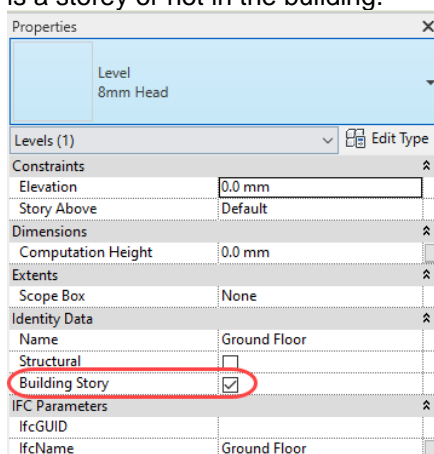 is a storey or not in the building.
Properties
Level
8mm Head
Levels (1) Edit Type
Constraints
Elevation 0.0 mm
Story Above Default
Dimensions
Computation Height 0.0 mm
Extents
Scope Box None
Identity Data
Name Ground Floor
Structural
Building Story
IFC Parameters
IfcGUID
IfcName Ground Floor